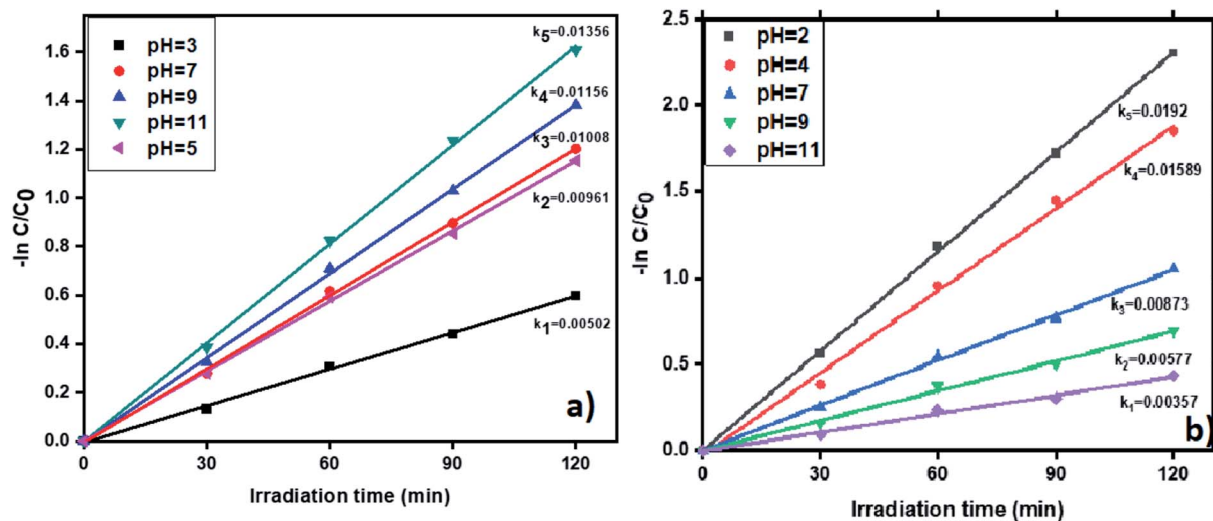 -ln C/C0
1.6
1.4
1.2
1.0
0.8
0.6
0.4
0.2
0.0
pH=3
pH=7
pH=9
pH=11
pH=5
k5=0.01356
k4=0.01156
k3=0.01008
k2=0.00961
k1=0.00502
a)
0
30
60
90
120
Irradiation time (min)
b)
-ln C/C0
2.5
2.0
1.5
1.0
0.5
0.0
pH=2
pH=4
pH=7
pH=9
pH=11
k5=0.0192
k4=0.01589
k3=0.00873
k2=0.00577
k1=0.00357
b)
0
30
60
90
120
Irradiation time (min)